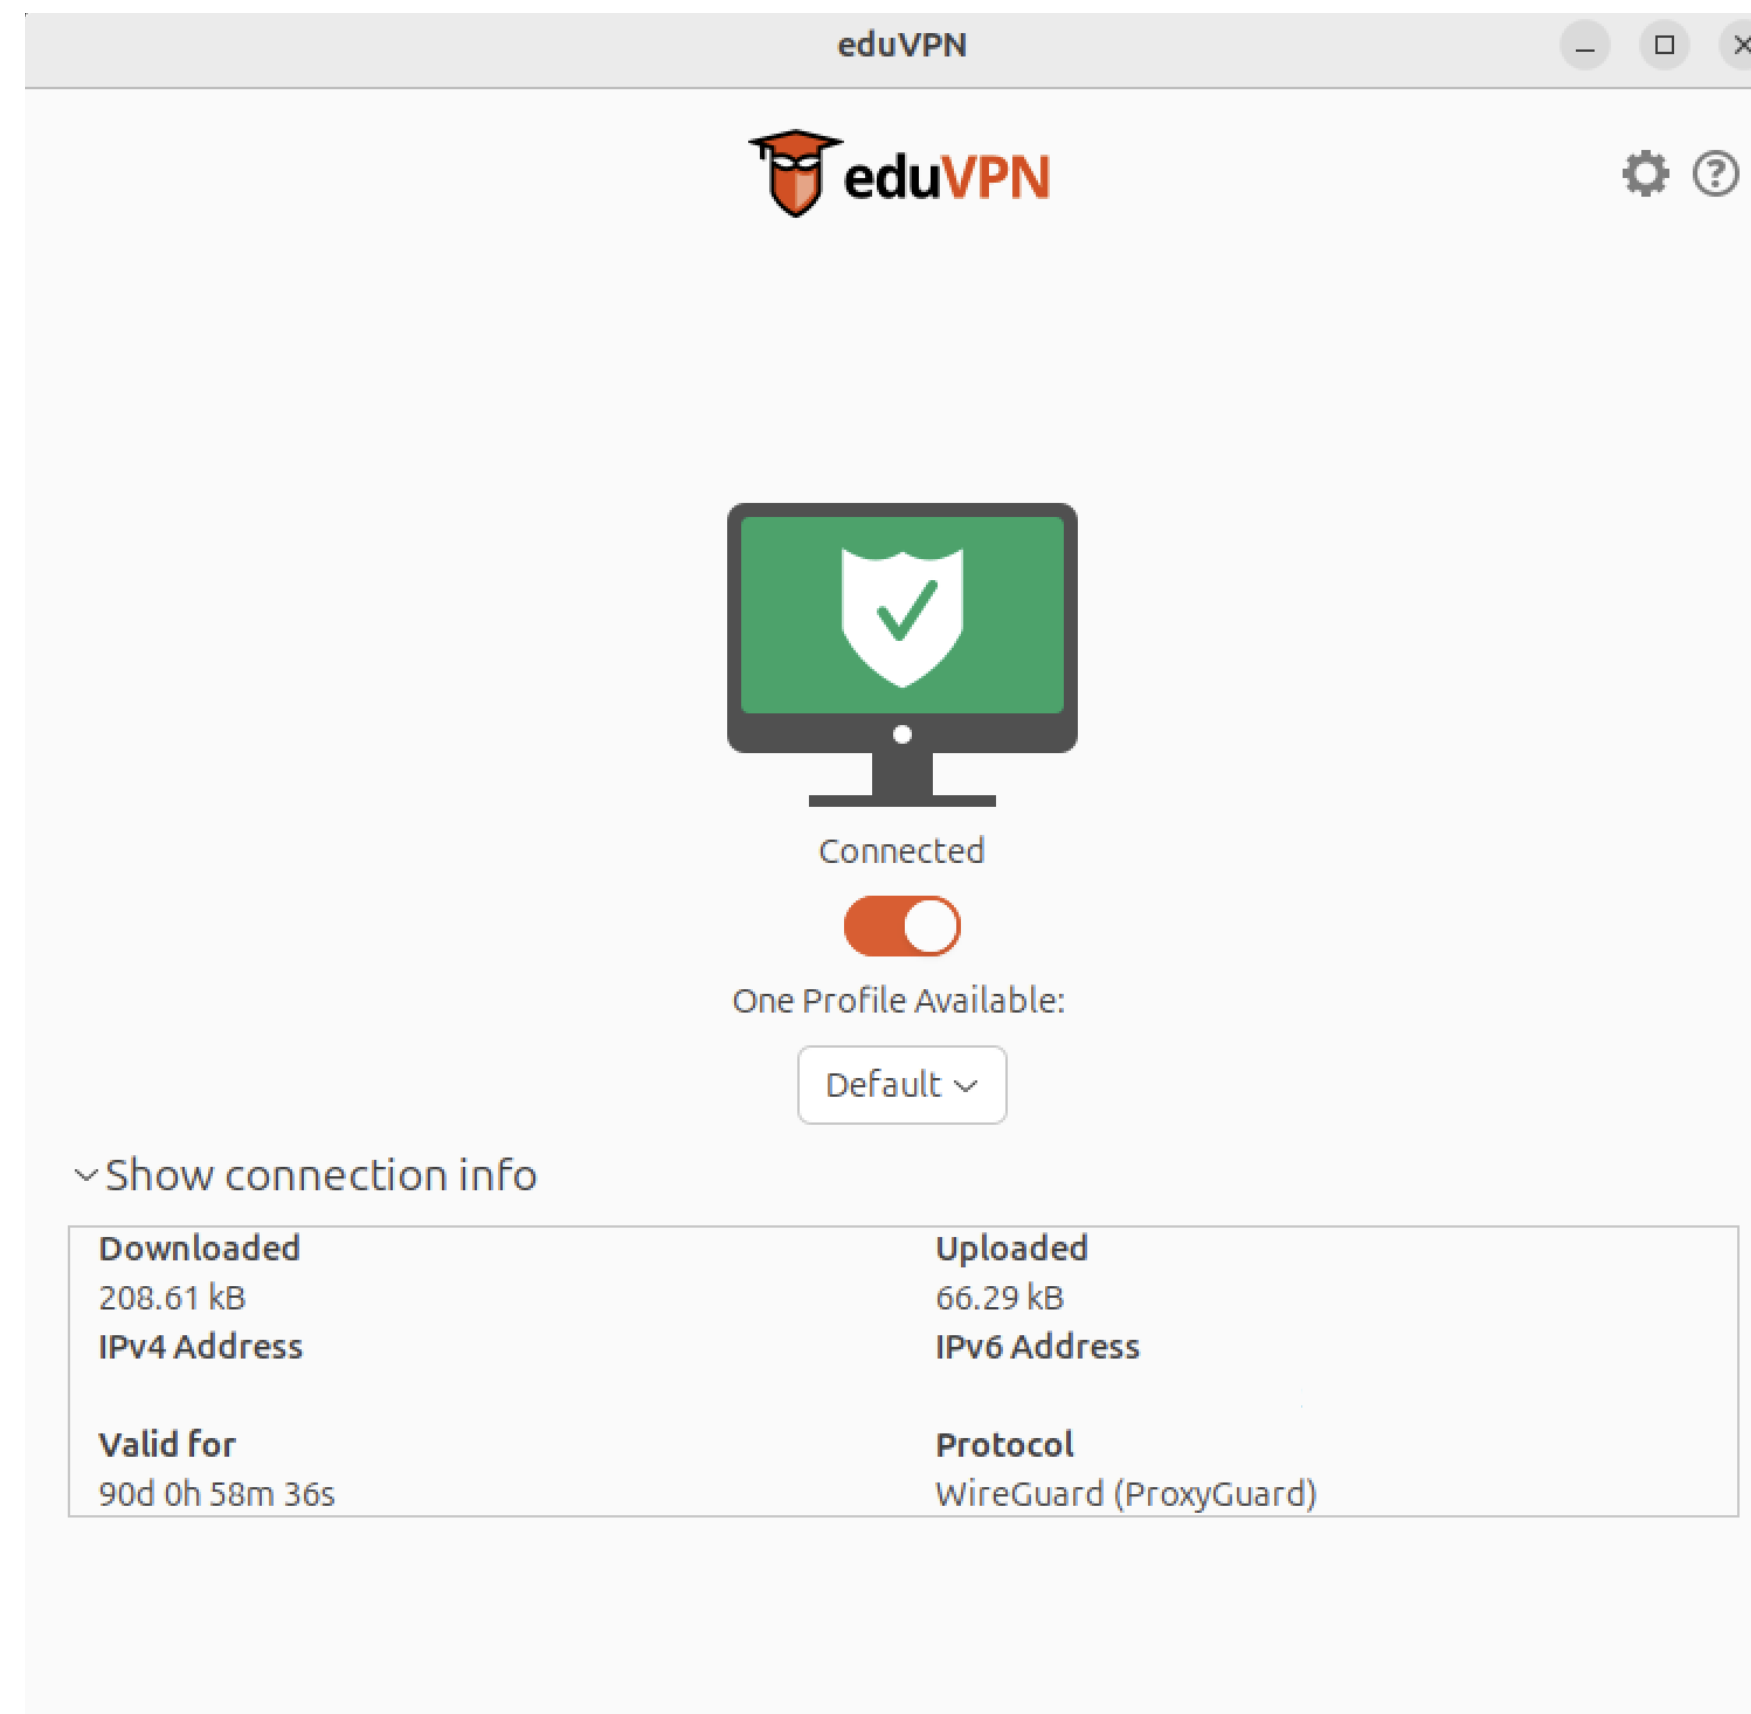 eduVPN
eduVPN
Connected
One Profile Available:
Default
Show connection info
Downloaded
Uploaded
208.61 kB
66.29 kB
IPv4 Address
IPv6 Address
Valid for
Protocol
90d 0h 58m 36s
WireGuard (ProxyGuard)